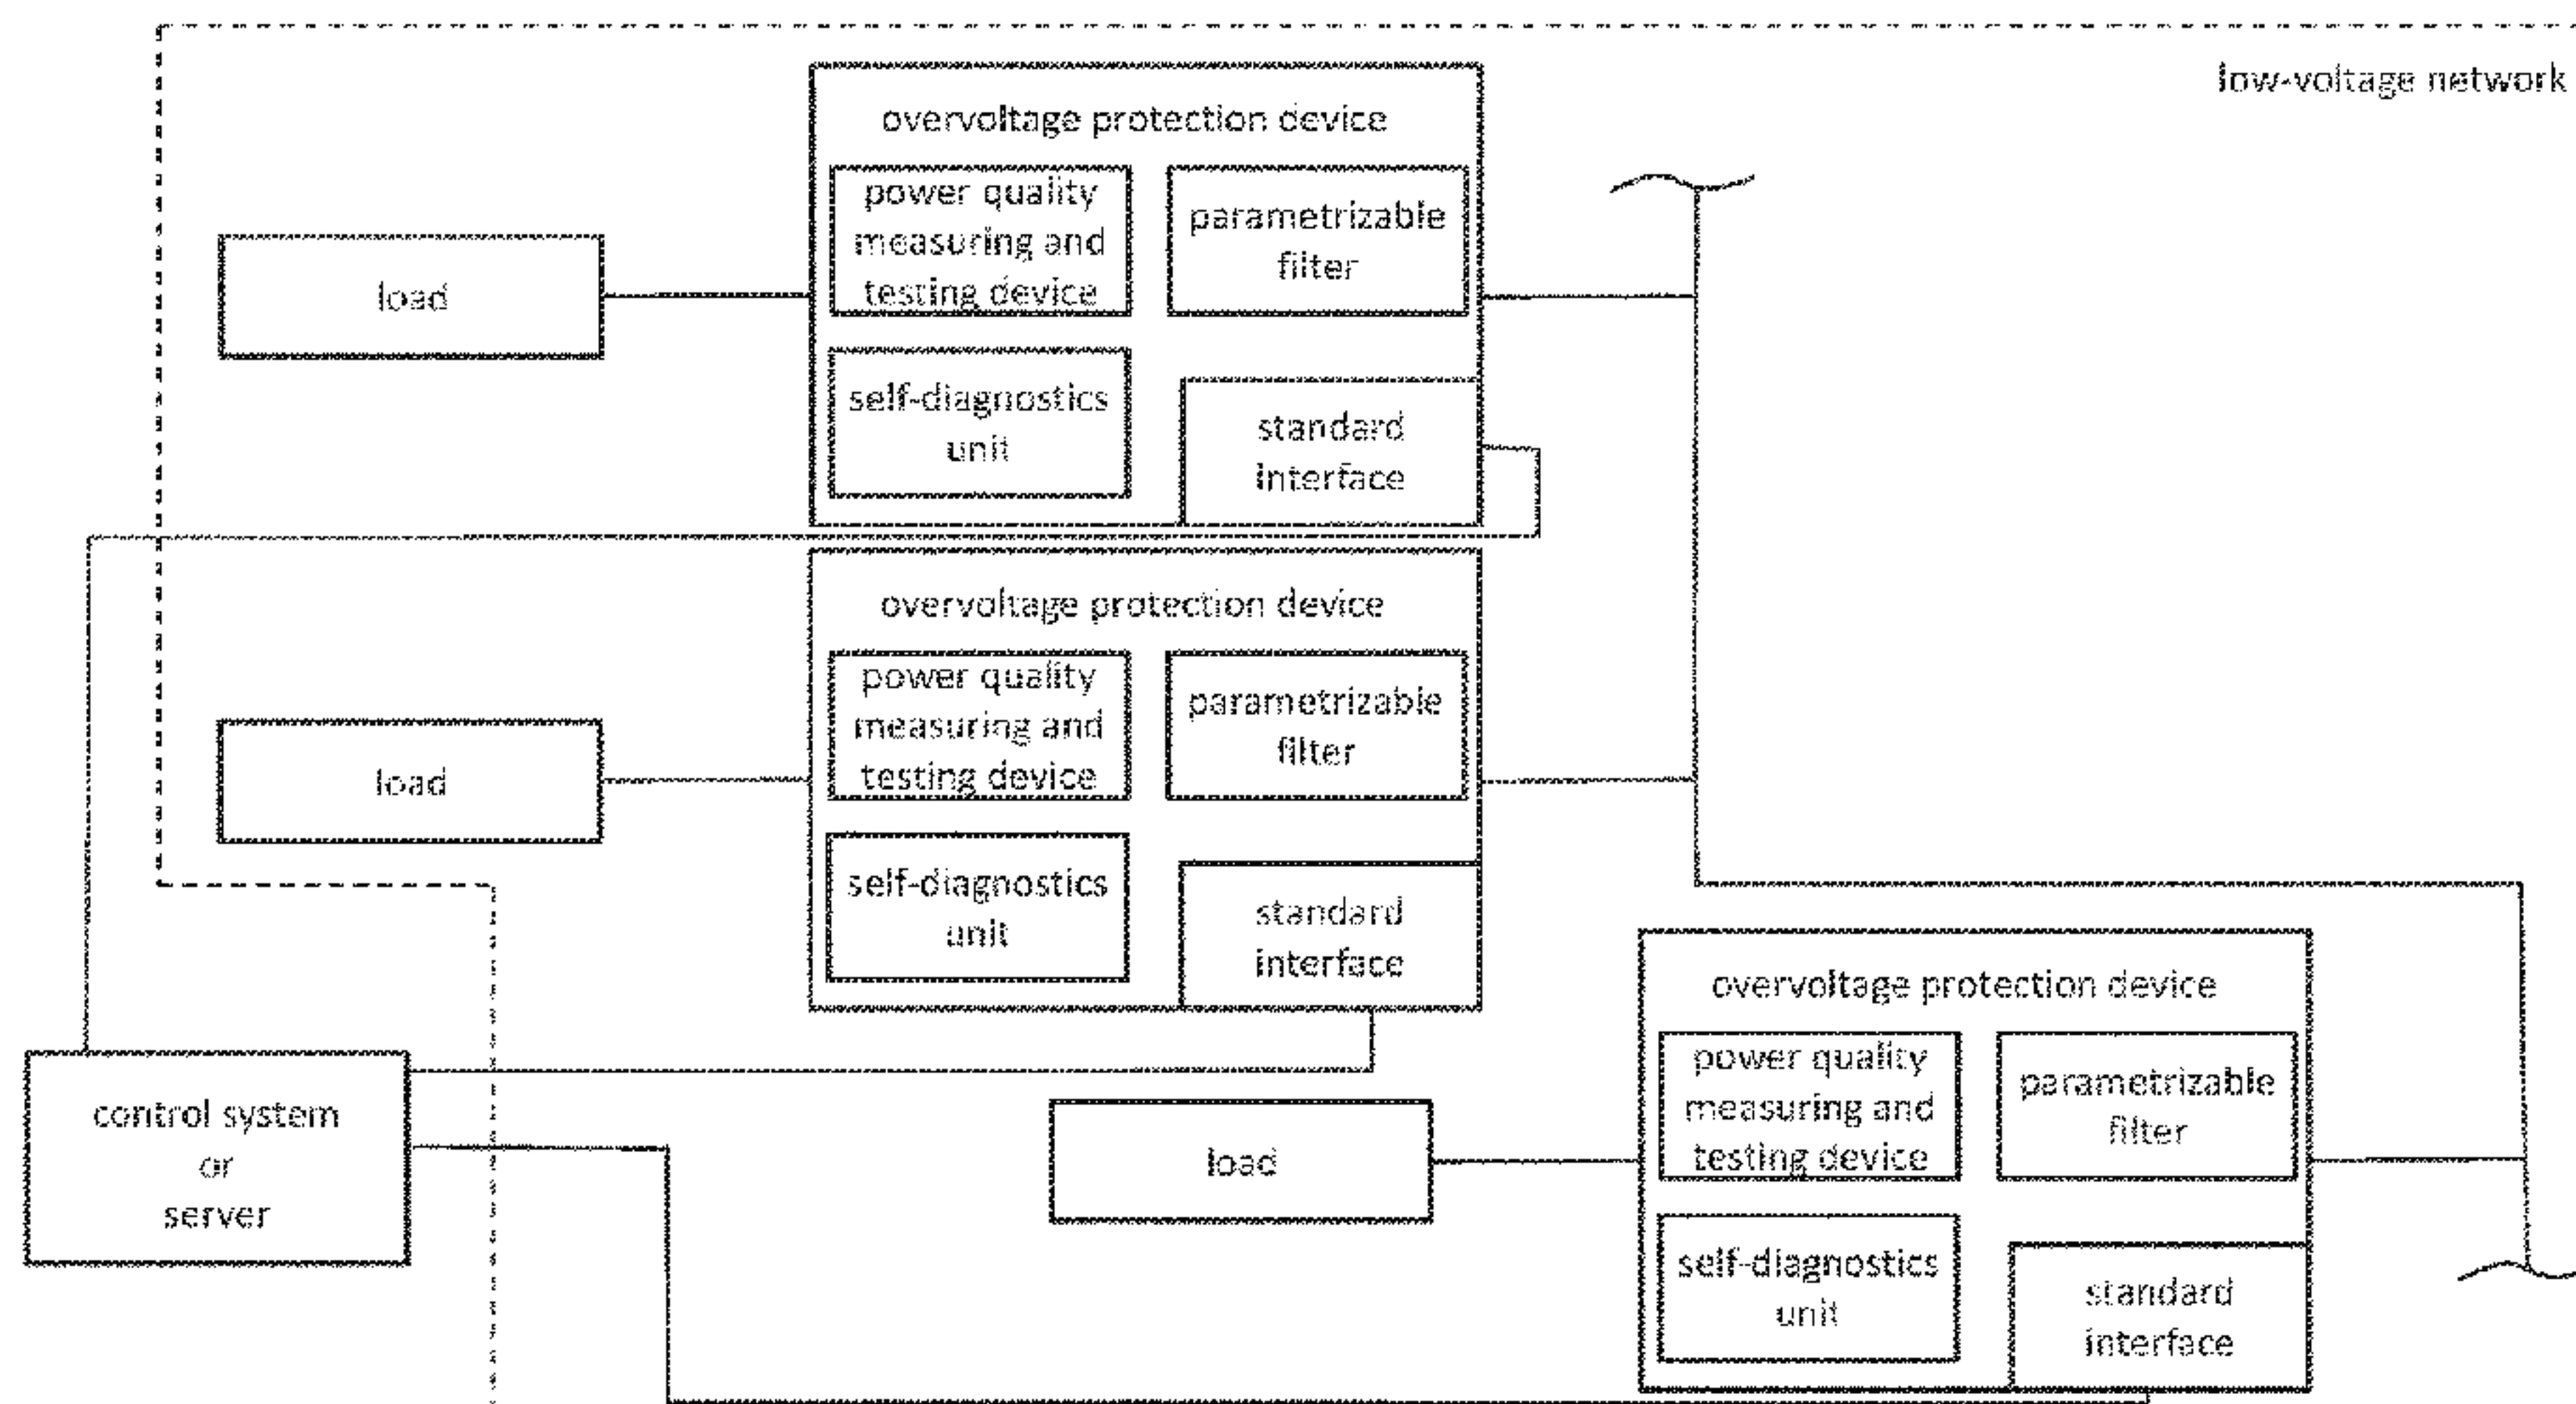 low-voltage network
overvoltage protection device
power quality
measuring and
testing device
parametrizable
filter
load
self-diagnostics
unit
standard
interface
overvoltage protection device
power quality
measuring and
testing device
parametrizable
filter
load
self-diagnostics
unit
standard
interface
overvoltage protection device
power quality
measuring and
testing device
parametrizable
filter
control system
or
server
load
self-diagnostics
unit
standard
interface